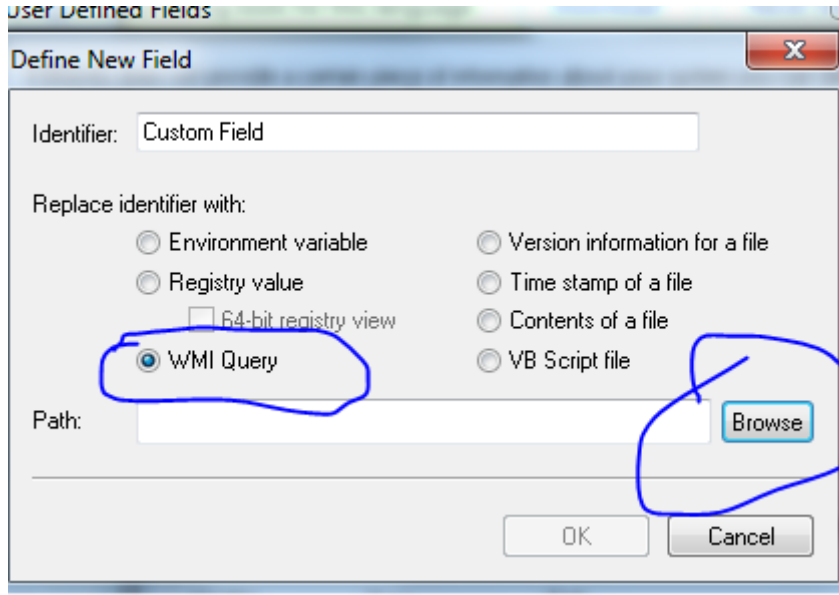 User Defined Fields
Define New Field
Identifier: Custom Field
Replace identifier with:
Environment variable
Version information for a file
Registry value
Time stamp of a file
64-bit registry view
Contents of a file
WMI Query
VB Script file
Path:
Browse
OK
Cancel